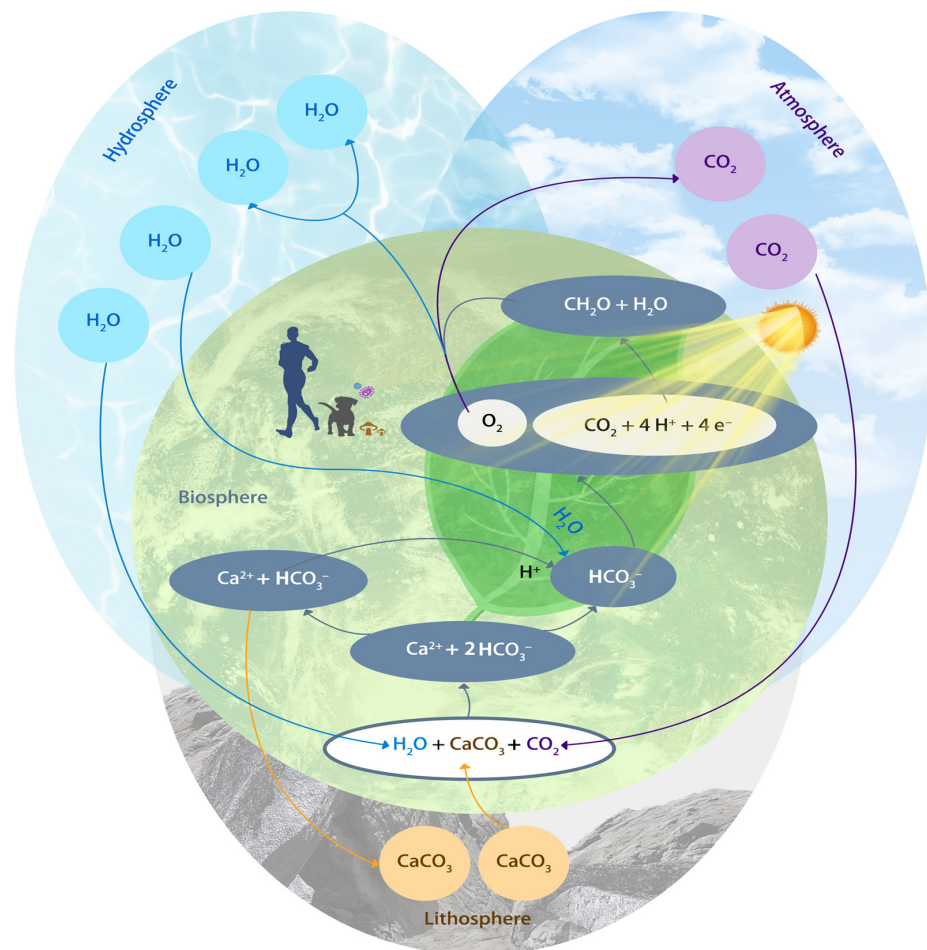 Hydrosphere
Atmosphere
H₂O
H₂O
CO₂
H₂O
CO₂
H₂O
CH₂O + H₂O
O₂
CO₂ + 4 H⁺ + 4 e⁻
Biosphere
H₂O
Ca²⁺ + HCO₃⁻
H⁺
HCO₃⁻
Ca²⁺ + 2 HCO₃⁻
H₂O + CaCO₃ + CO₂
CaCO₃
CaCO₃
Lithosphere